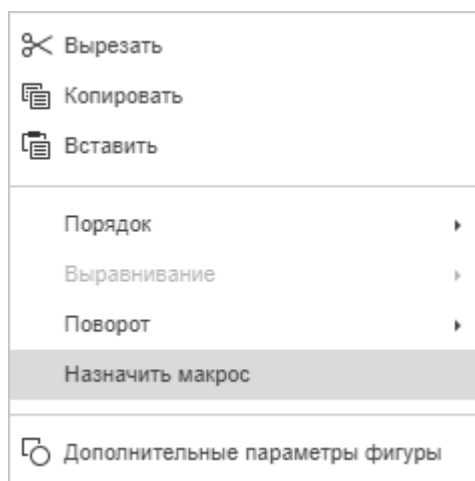 Вырезать
Копировать
Вставить
Порядок
Выравнивание
Поворот
Назначить макрос
Дополнительные параметры фигуры